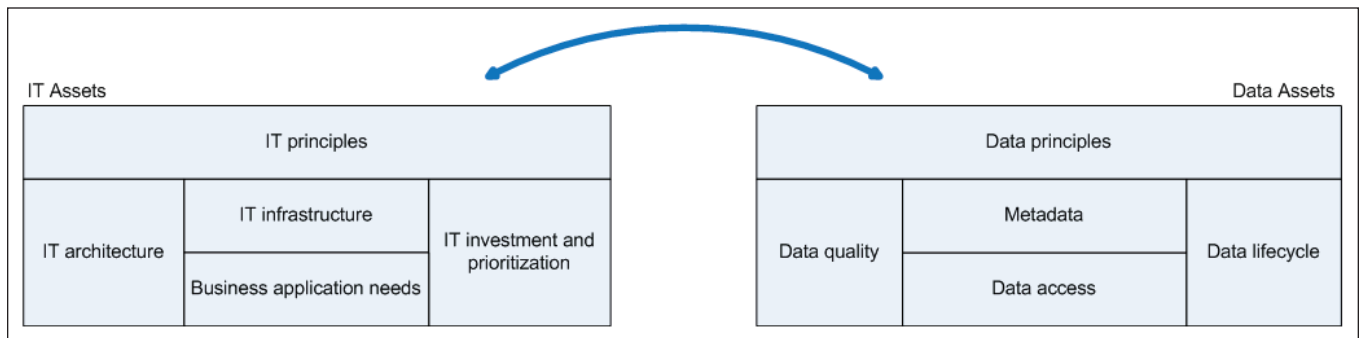 IT Assets
IT principles
IT architecture
IT infrastructure
Business application needs
IT investment and
prioritization
Data Assets
Data principles
Data quality
Metadata
Data access
Data lifecycle